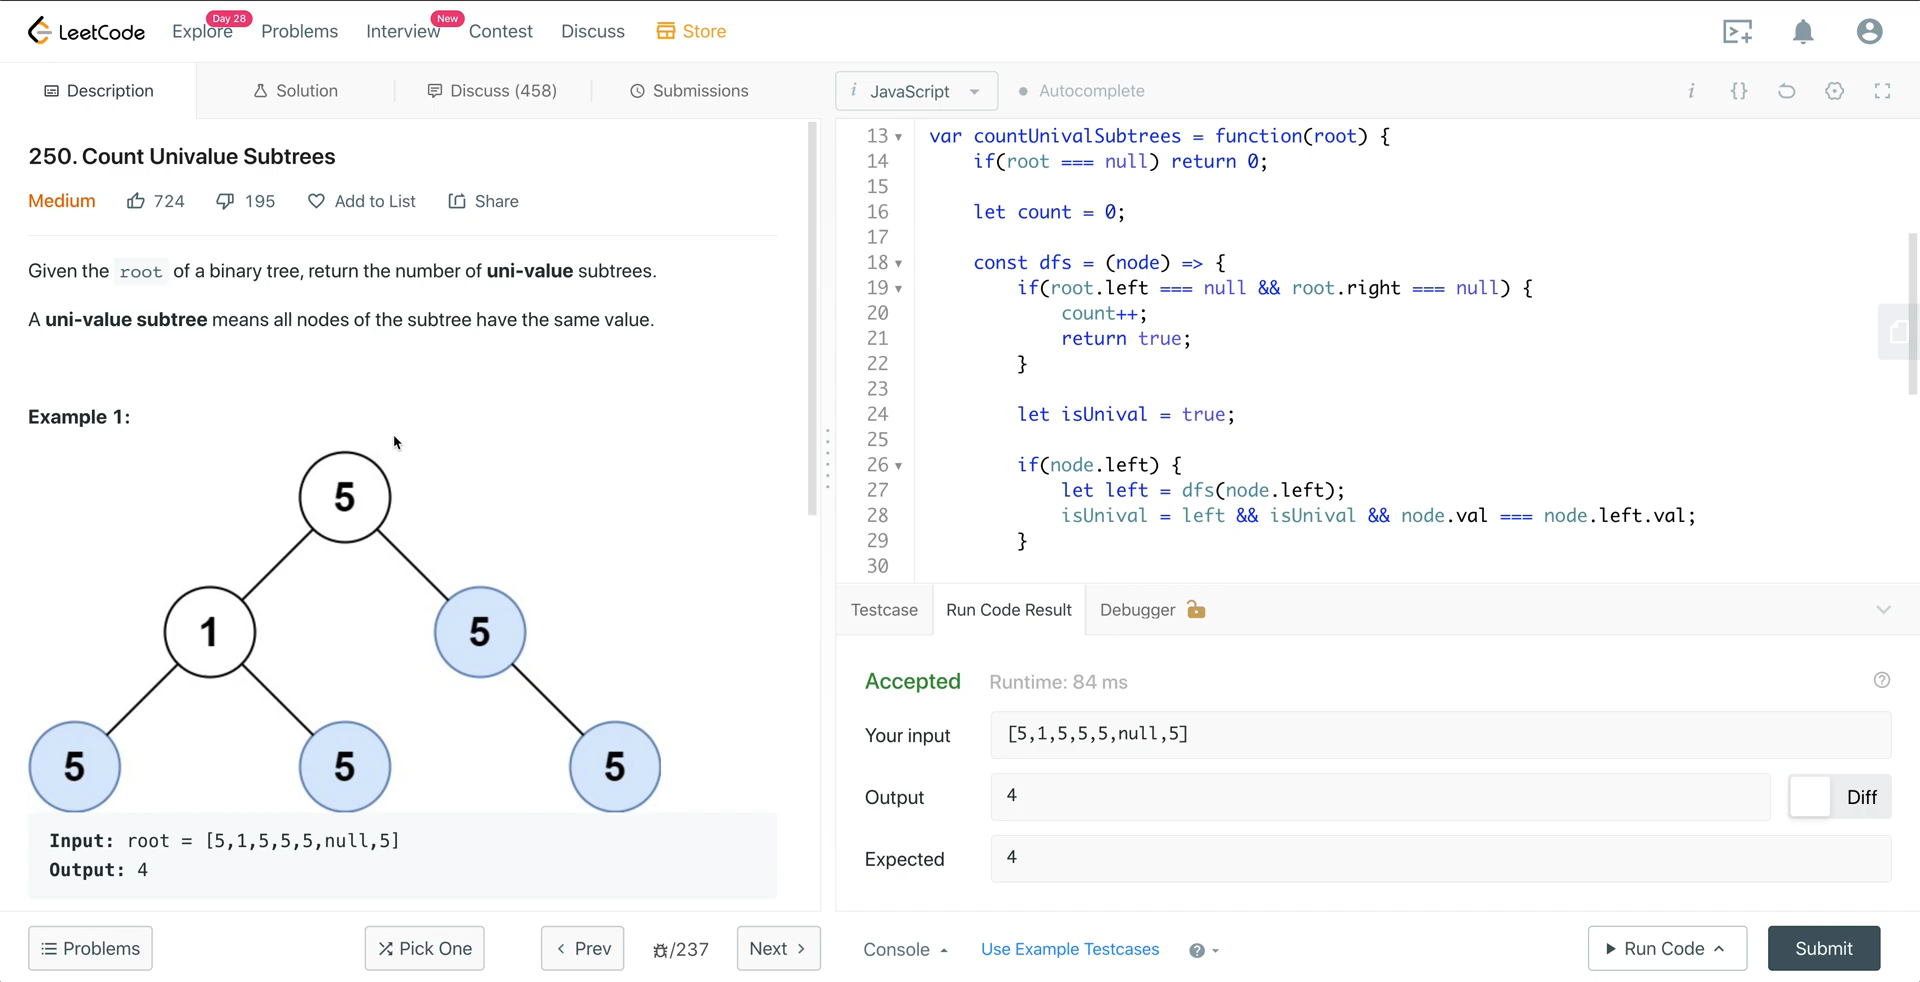 LeetCode
Explore
Day 28
Problems
Interview
New
Contest
Discuss
Store
Description
Solution
Discuss (458)
Submissions
250. Count Univalue Subtrees
Medium
724
195
Add to List
Share
Given the root of a binary tree, return the number of uni-value subtrees.
A uni-value subtree means all nodes of the subtree have the same value.
Example 1:
5
1
5
5
5
5
Input: root = [5,1,5,5,5,null,5]
Output: 4
Problems
Pick One
Prev
/237
Next
i JavaScript
Autocomplete
i
{}
13 var countUnivalSubtrees = function(root) {
14 if(root === null) return 0;
15
16 let count = 0;
17
18 const dfs = (node) => {
19 if(root.left === null && root.right === null) {
20 count++;
21 return true;
22 }
23
24 let isUnival = true;
25
26 if(node.left) {
27 let left = dfs(node.left);
28 isUnival = left && isUnival && node.val === node.left.val;
29 }
30
Testcase
Run Code Result
Debugger
Accepted
Runtime: 84 ms
?
Your input
[5,1,5,5,5,null,5]
Output
4
Diff
Expected
4
Console
Use Example Testcases
?
Run Code
Submit